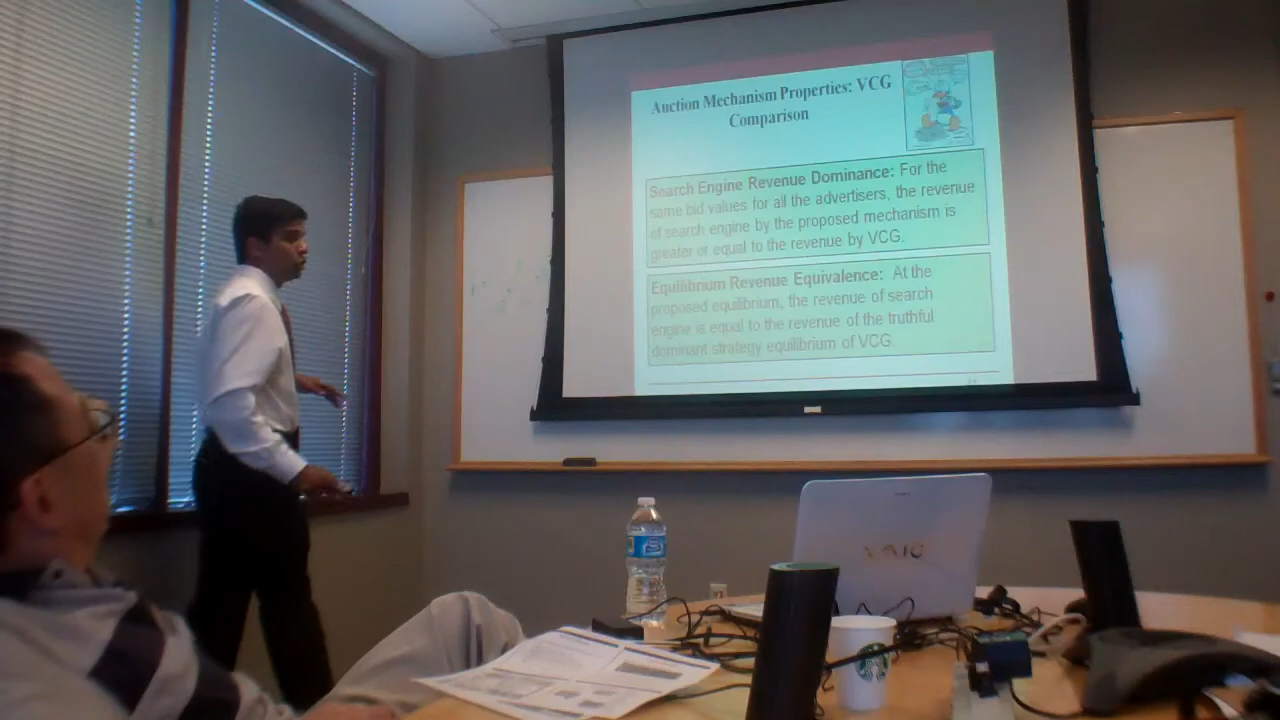 Auction Mechanism Properties: VCG
Comparison
Search Engine Revenue Dominance: For the
same bid values for all the advertisers, the revenue
of search engine by the proposed mechanism is
greater or equal to the revenue by VCG.
Equilibrium Revenue Equivalence: At the
proposed equilibrium, the revenue of search
engine is equal to the revenue of the truthful
dominant strategy equilibrium of VCG.
VAIO